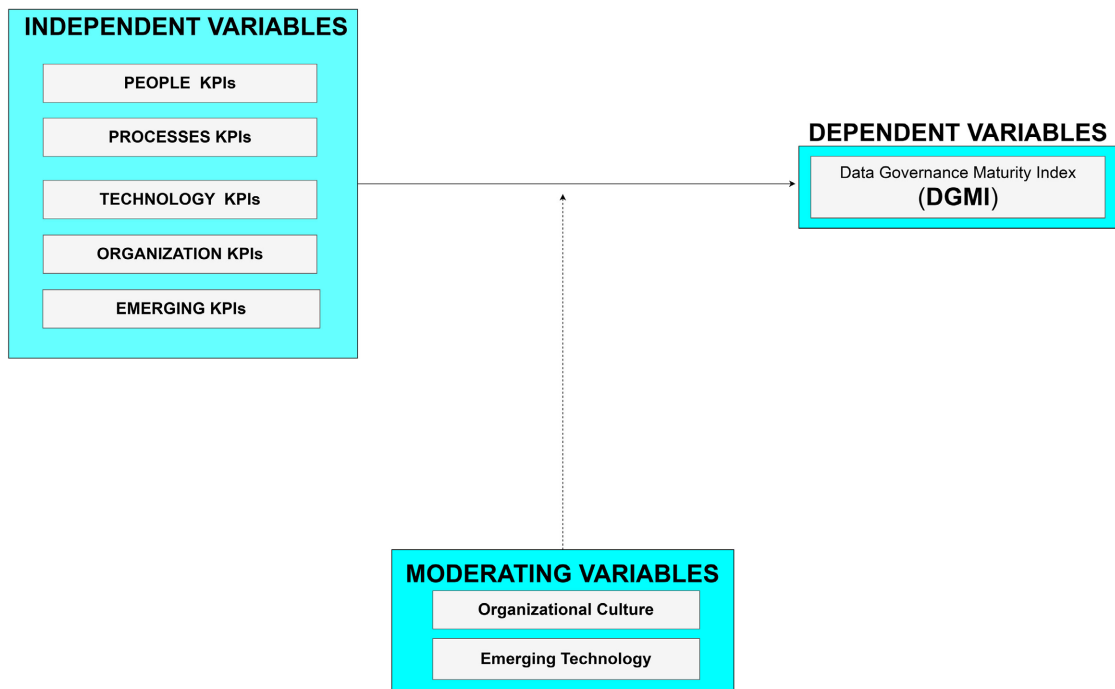 INDEPENDENT VARIABLES
PEOPLE KPIs
PROCESSES KPIs
TECHNOLOGY KPIs
ORGANIZATION KPIs
EMERGING KPIs
DEPENDENT VARIABLES
Data Governance Maturity Index
(DGMI)
MODERATING VARIABLES
Organizational Culture
Emerging Technology